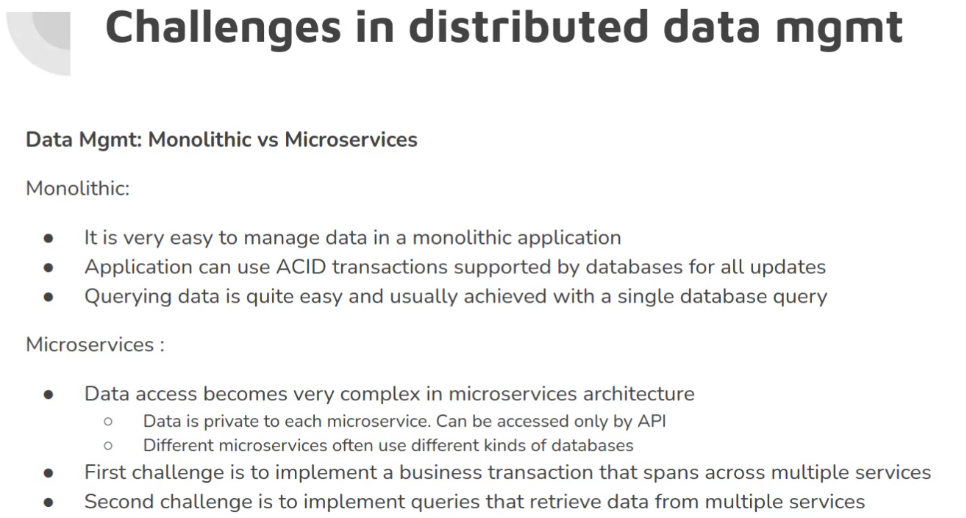 Challenges in distributed data mgmt
Data Mgmt: Monolithic vs Microservices
Monolithic:
● It is very easy to manage data in a monolithic application
● Application can use ACID transactions supported by databases for all updates
● Querying data is quite easy and usually achieved with a single database query
Microservices :
● Data access becomes very complex in microservices architecture
○ Data is private to each microservice. Can be accessed only by API
○ Different microservices often use different kinds of databases
● First challenge is to implement a business transaction that spans across multiple services
● Second challenge is to implement queries that retrieve data from multiple services